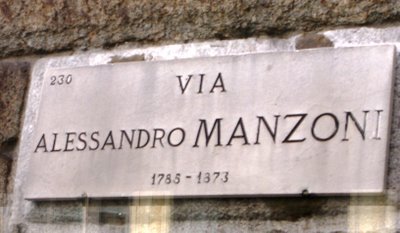 230
VIA
ALESSANDRO MANZONI
1785 - 1873